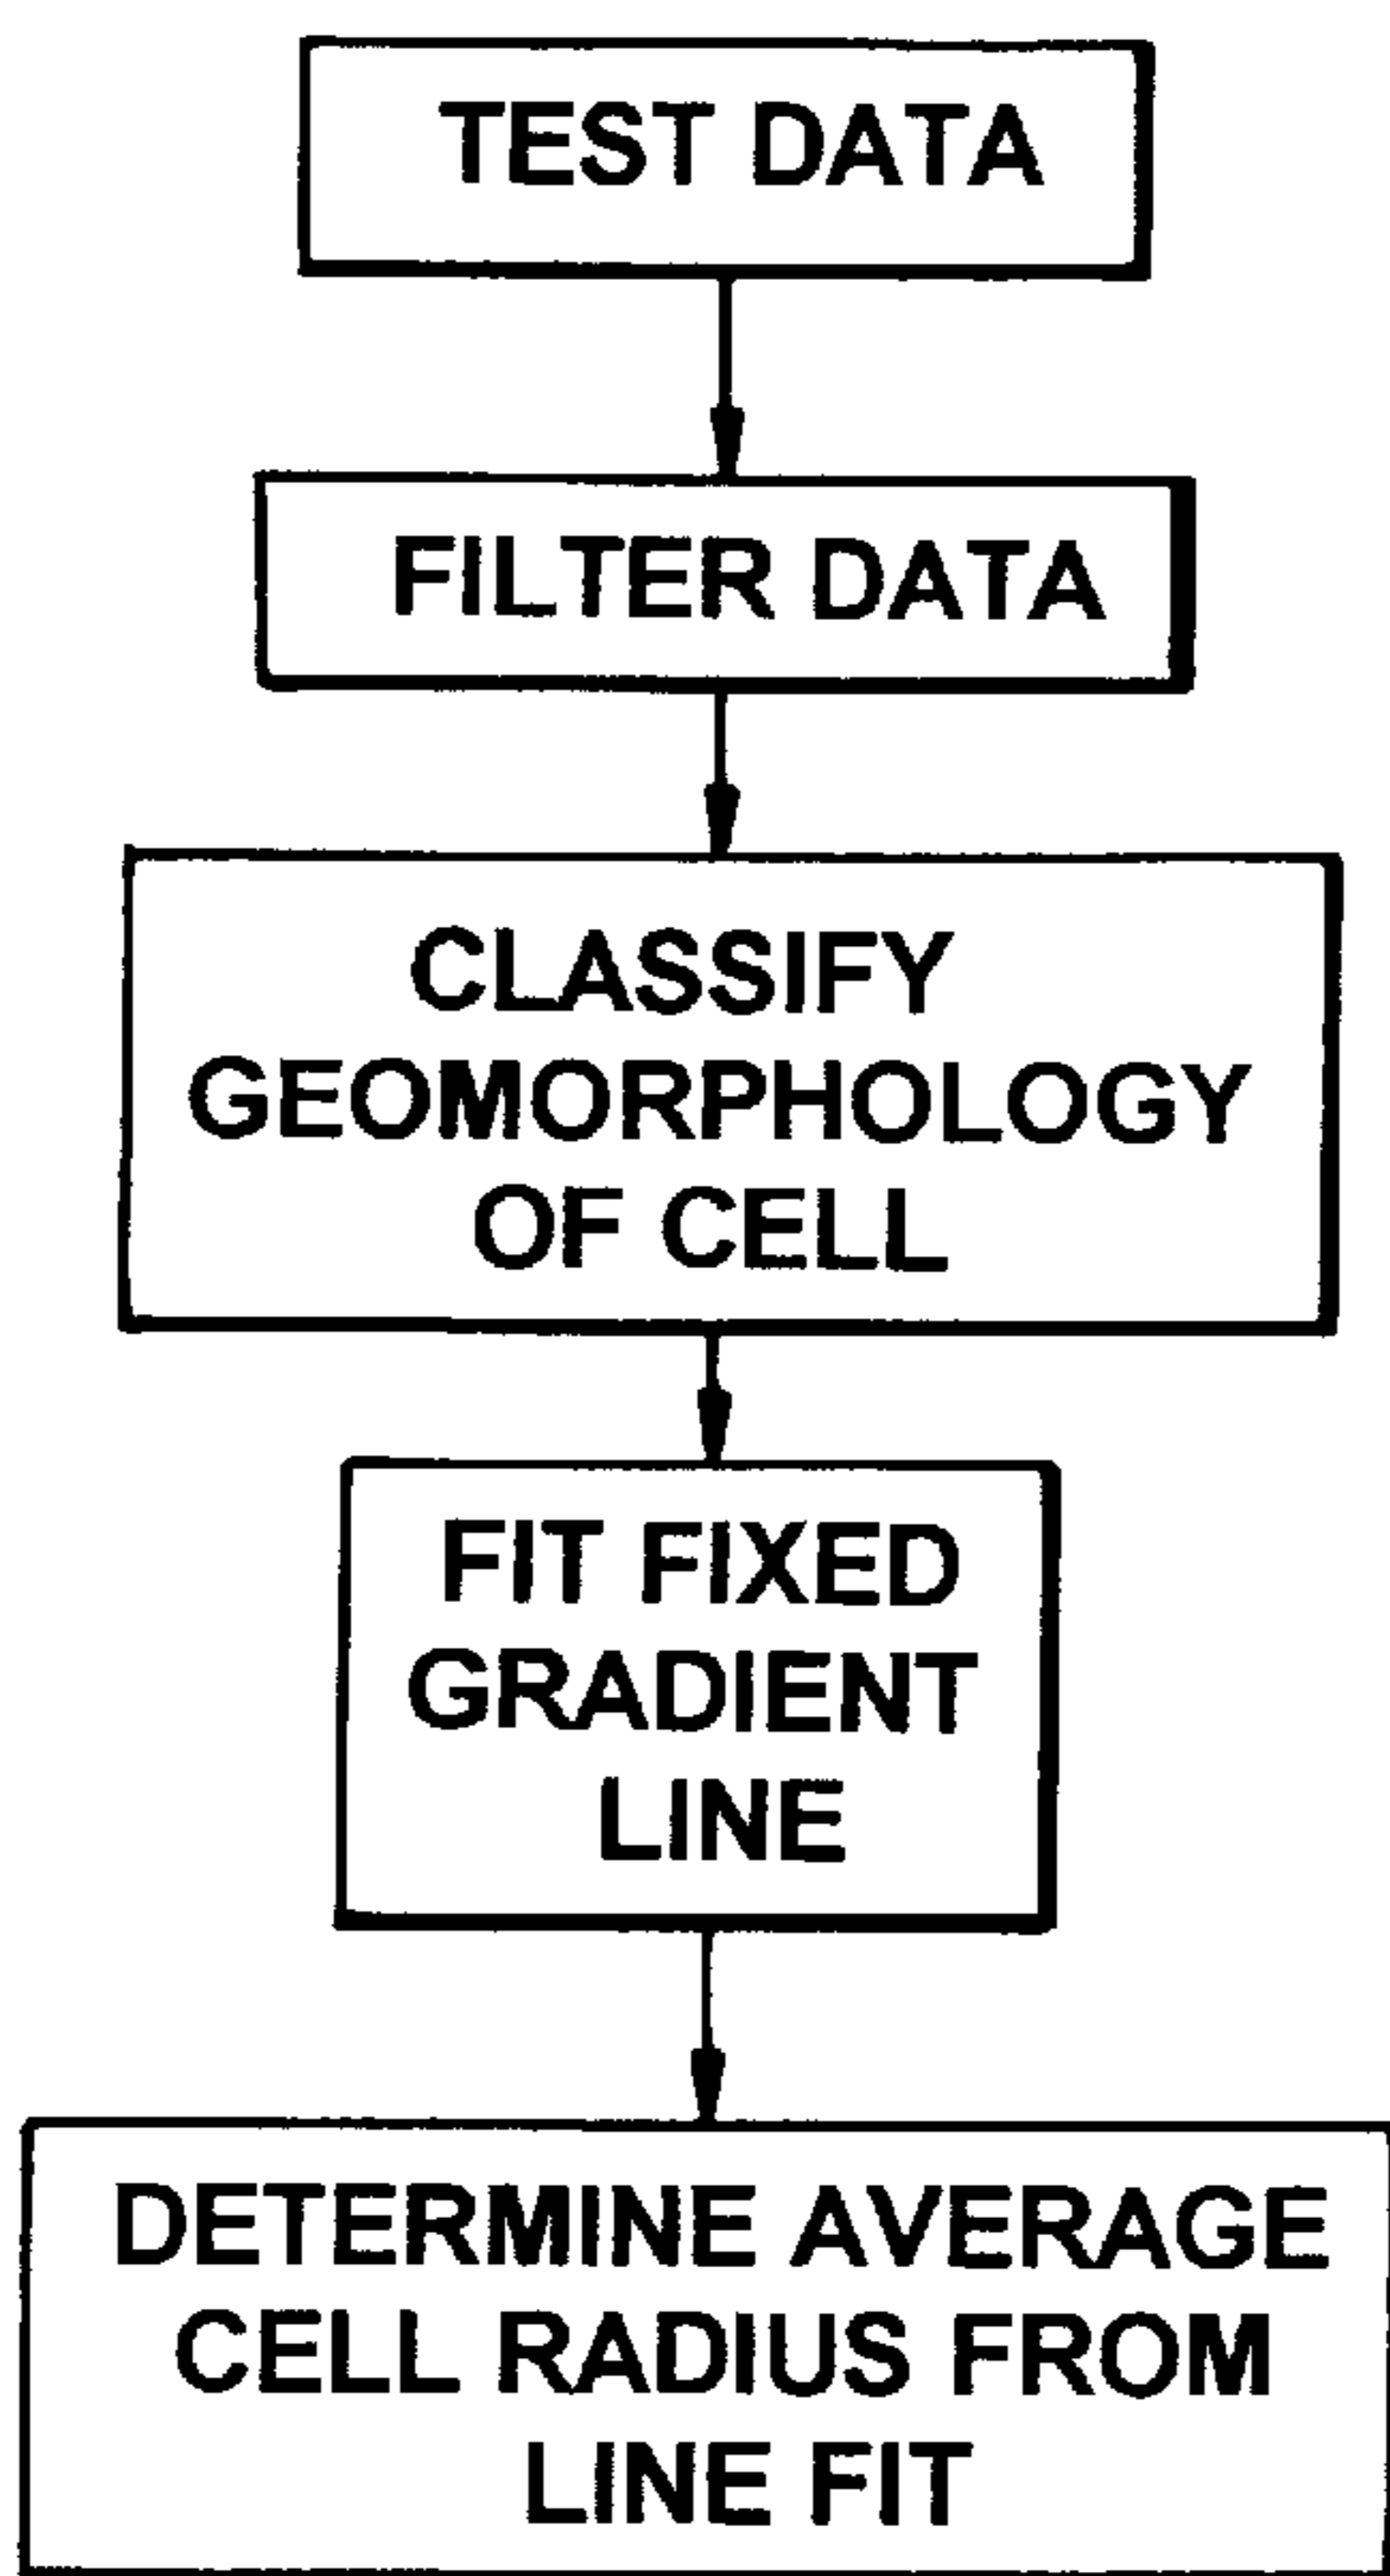 TEST DATA
FILTER DATA
CLASSIFY
GEOMORPHOLOGY
OF CELL
FIT FIXED
GRADIENT
LINE
DETERMINE AVERAGE
CELL RADIUS FROM
LINE FIT